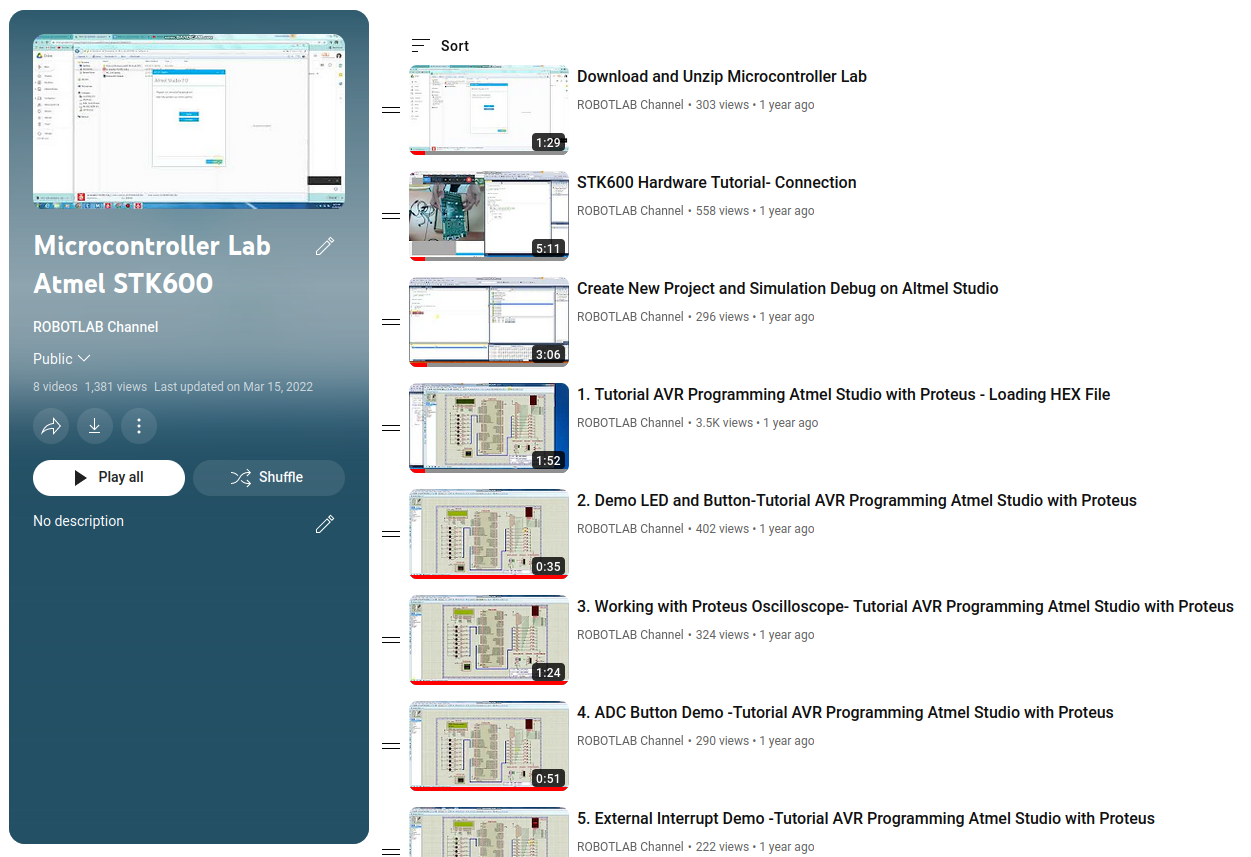 Microcontroller Lab
Atmel STK600
ROBOTLAB Channel
Public
8 videos 1,381 views Last updated on Mar 15, 2022
Play all
Shuffle
No description
Sort
1:29
Download and Unzip Microcontroller Lab
ROBOTLAB Channel • 303 views • 1 year ago
5:11
STK600 Hardware Tutorial- Connection
ROBOTLAB Channel • 558 views • 1 year ago
3:06
Create New Project and Simulation Debug on Altmel Studio
ROBOTLAB Channel • 296 views • 1 year ago
1:52
1. Tutorial AVR Programming Atmel Studio with Proteus - Loading HEX File
ROBOTLAB Channel • 3.5K views • 1 year ago
0:35
2. Demo LED and Button-Tutorial AVR Programming Atmel Studio with Proteus
ROBOTLAB Channel • 402 views • 1 year ago
1:24
3. Working with Proteus Oscilloscope- Tutorial AVR Programming Atmel Studio with Proteus
ROBOTLAB Channel • 324 views • 1 year ago
0:51
4. ADC Button Demo -Tutorial AVR Programming Atmel Studio with Proteus
ROBOTLAB Channel • 290 views • 1 year ago
5. External Interrupt Demo -Tutorial AVR Programming Atmel Studio with Proteus
ROBOTLAB Channel • 222 views • 1 year ago